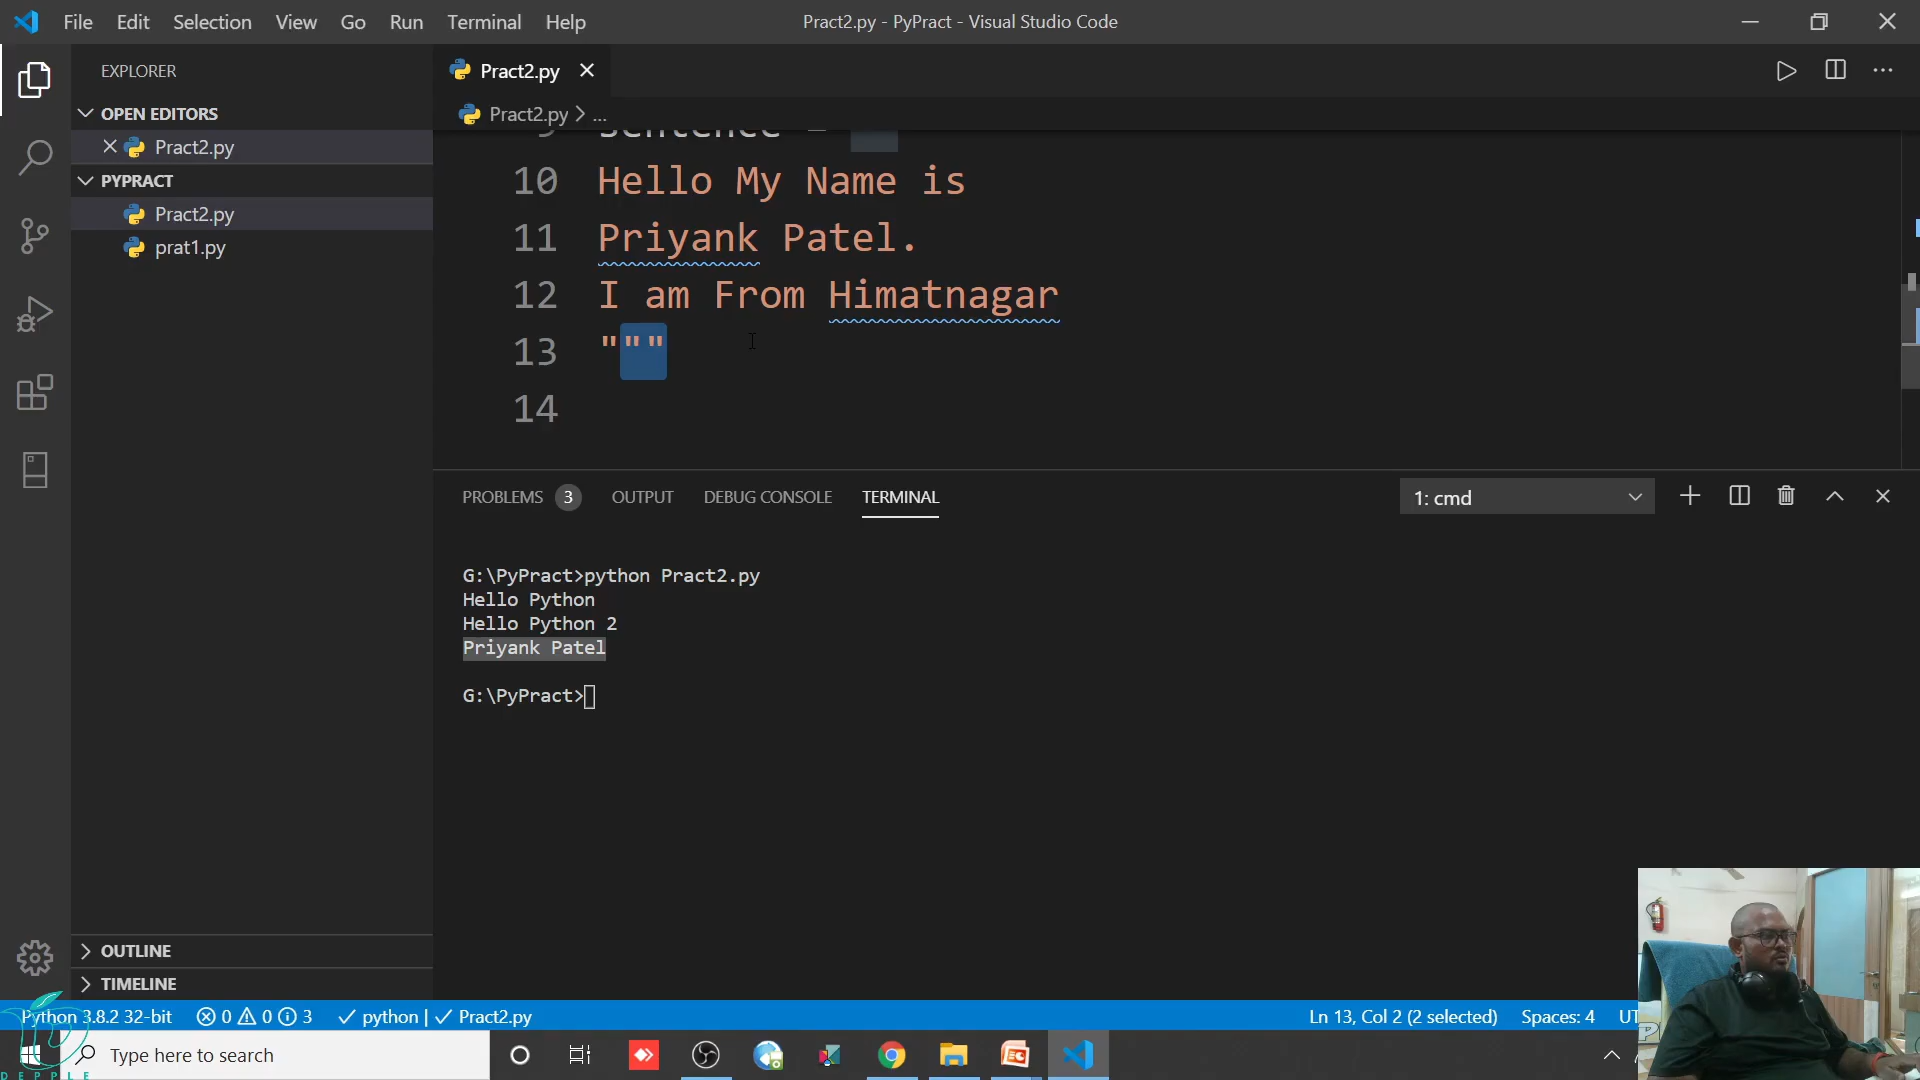 File Edit Selection View Go Run Terminal Help
Pract2.py - PyPract - Visual Studio Code
EXPLORER
OPEN EDITORS
Pract2.py
PYPRACT
Pract2.py
prat1.py
OUTLINE
TIMELINE
Pract2.py
Pract2.py > ...
9 sentence =
10 Hello My Name is
11 Priyank Patel.
12 I am From Himatnagar
13 """
14
PROBLEMS 3 OUTPUT DEBUG CONSOLE TERMINAL
1: cmd
G:\PyPract>python Pract2.py
Hello Python
Hello Python 2
Priyank Patel
G:\PyPract>
Python 3.8.2 32-bit 0 0 3 python | Pract2.py
Ln 13, Col 2 (2 selected) Spaces: 4 UT
Type here to search
DEPPLE